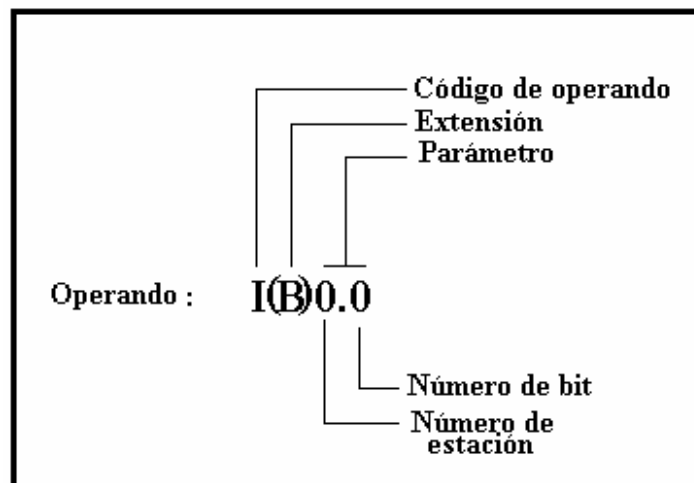 Código de operando
Extensión
Parámetro
Operando : I(B)0.0
Número de bit
Número de
estación